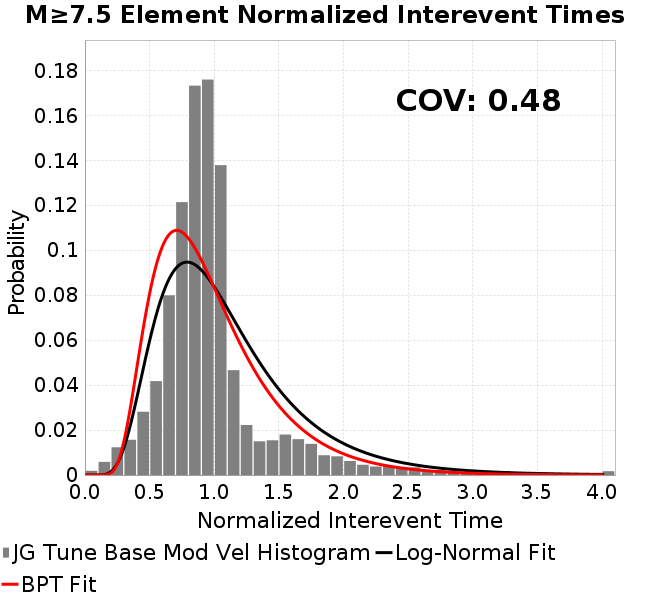 M≥7.5 Element Normalized Interevent Times
COV: 0.48
Probability
0.18
0.16
0.14
0.12
0.1
0.08
0.06
0.04
0.02
0
0.0 0.5 1.0 1.5 2.0 2.5 3.0 3.5 4.0
Normalized Interevent Time
JG Tune Base Mod Vel Histogram Log-Normal Fit
BPT Fit